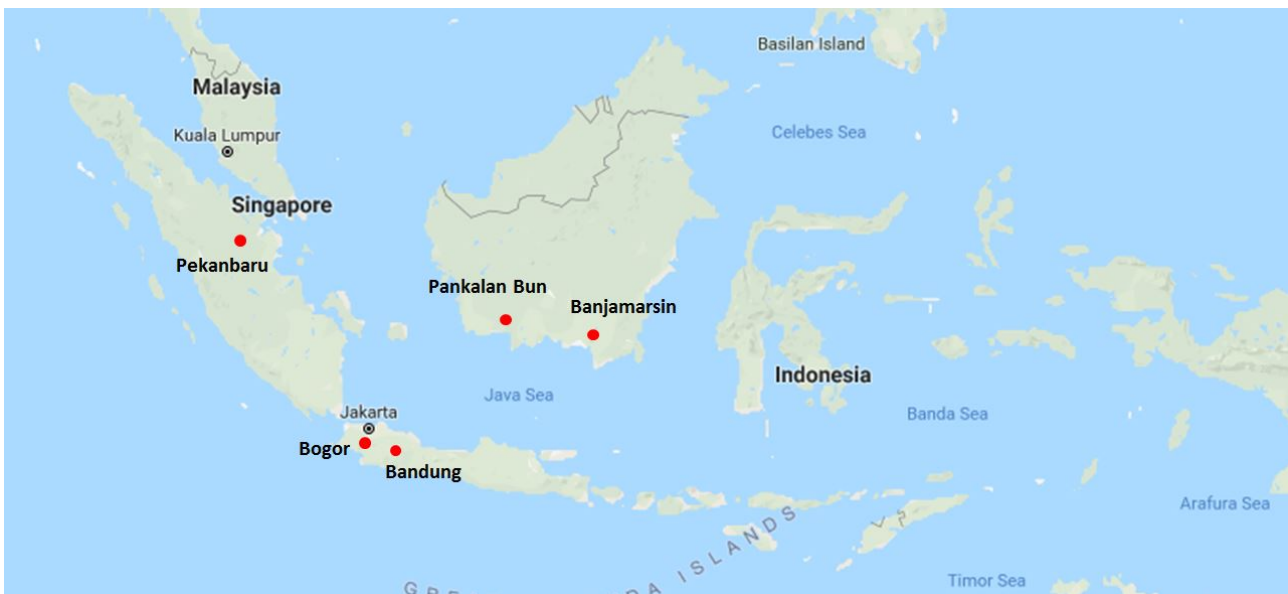 Basilan Island
Malaysia
Celebes Sea
Kuala Lumpur
Singapore
Pekanbaru
Pankalan Bun
Banjamarsin
Indonesia
Java Sea
Jakarta
Banda Sea
Bogor
Bandung
Arafura Sea
ISLANDS
Timor Sea